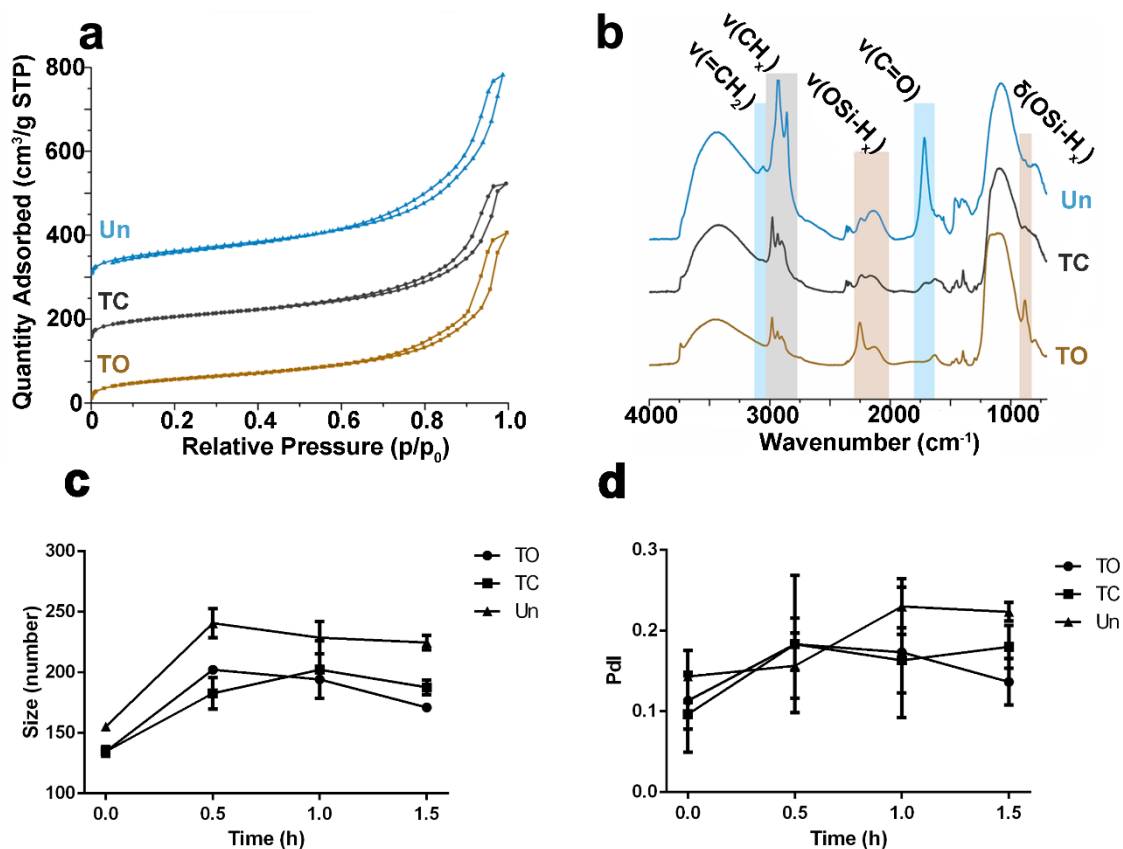 a
Quantity Adsorbed (cm³/g STP)
800
600
400
200
0
Un
TC
TO
0
0.2
0.4
0.6
0.8
1.0
Relative Pressure (p/p₀)
b
ν(=CH₂)
ν(CHₓ)
ν(OSi-Hₓ)
ν(C=O)
δ(OSi-Hₓ)
Un
TC
TO
4000
3000
2000
1000
Wavenumber (cm⁻¹)
c
Size (number)
300
250
200
150
100
0.0
0.5
1.0
1.5
Time (h)
TO
TC
Un
d
PdI
0.3
0.2
0.1
0.0
0.0
0.5
1.0
1.5
Time (h)
TO
TC
Un